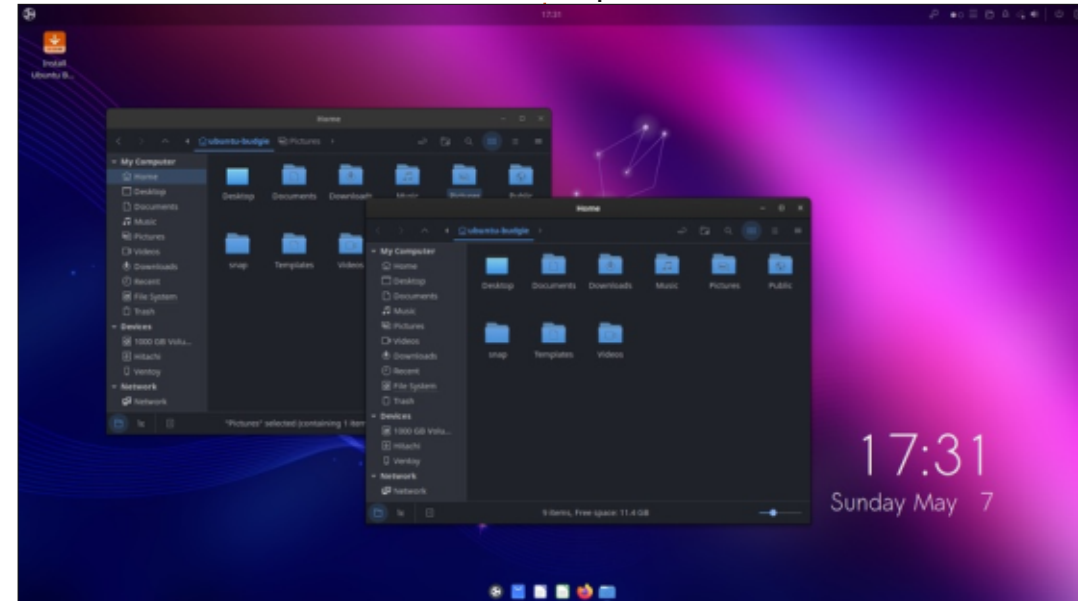 17:31
Install
Ubuntu B...
Home
ubuntu-budgie
Pictures
My Computer
Home
Desktop
Documents
Music
Pictures
Videos
Downloads
Recent
File System
Trash
Devices
1000 GB Volu...
Hitachi
Ventoy
Network
Network
Desktop
Documents
Downloads
Music
Pictures
Public
snap
Templates
Videos
"Pictures" selected (containing 1 item
Home
ubuntu-budgie
My Computer
Home
Desktop
Documents
Music
Pictures
Videos
Downloads
Recent
File System
Trash
Devices
1000 GB Volu...
Hitachi
Ventoy
Network
Network
Desktop
Documents
Downloads
Music
Pictures
Public
snap
Templates
Videos
9 items, Free space: 11.4 GB
17:31
Sunday May 7